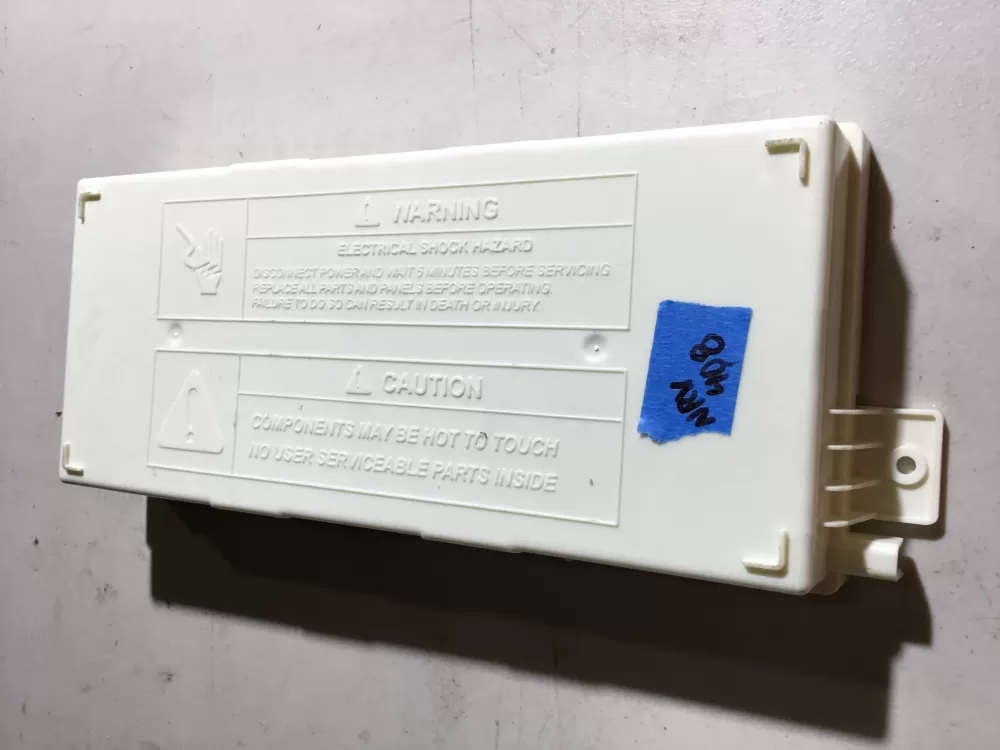 WARNING
ELECTRICAL SHOCK HAZARD
DISCONNECT POWER AND WAIT 5 MINUTES BEFORE SERVICING
REPLACE ALL PARTS AND PANELS BEFORE OPERATING
FAILURE TO DO SO CAN RESULT IN DEATH OR INJURY.
CAUTION
COMPONENTS MAY BE HOT TO TOUCH
NO USER SERVICEABLE PARTS INSIDE